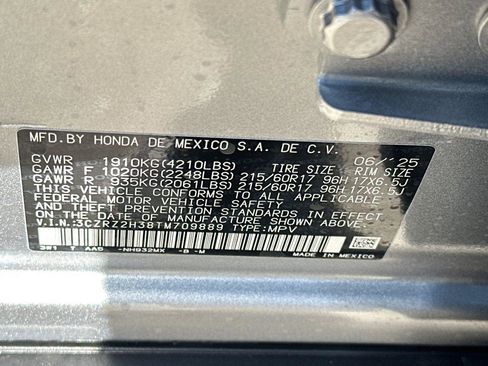 MFD.BY HONDA DE MEXICO S.A. DE C.V.
GVWR 1910KG(4210LBS) 06/'25
TIRE SIZE RIM SIZE
GAWR F 1020KG(2248LBS) 215/60R17 96H 17X6.5J
GAWR R 935KG(2061LBS) 215/60R17 96H 17X6.5J
THIS VEHICLE CONFORMS TO ALL APPLICABLE
FEDERAL MOTOR VEHICLE SAFETY
AND THEFT PREVENTION STANDARDS IN EFFECT
ON THE DATE OF MANUFACTURE SHOWN ABOVE.
V.I.N.:3CZRZ2H38TM709889 TYPE:MPV
3W1 AA5 -NH932MX -B -M
MADE IN MEXICO